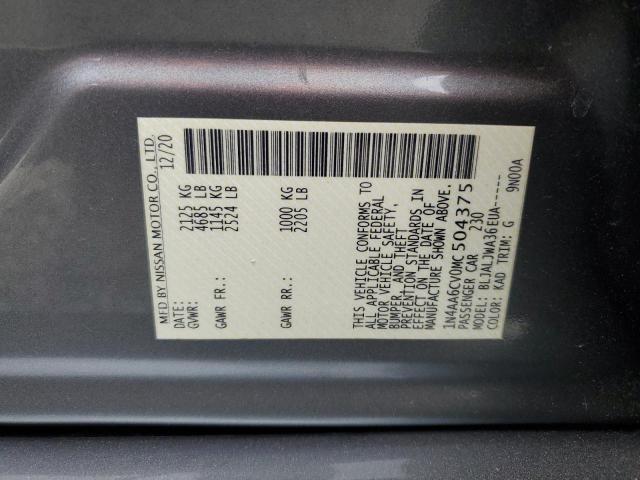 MFD BY NISSAN MOTOR CO., LTD.
12/20
GVWR: 2125 KG
4685 LB
GAWR FR.: 1145 KG
2524 LB
GAWR RR.: 1000 KG
2205 LB
THIS VEHICLE CONFORMS TO
ALL APPLICABLE FEDERAL
MOTOR VEHICLE SAFETY,
BUMPER, AND THEFT
PREVENTION STANDARDS IN
EFFECT ON THE DATE OF
MANUFACTURE SHOWN ABOVE.
1N4AA6CV0MC504375
PASSENGER CAR 230
MODEL: BLJALJWA36EUA-----
COLOR: KAD TRIM: G 9N00A